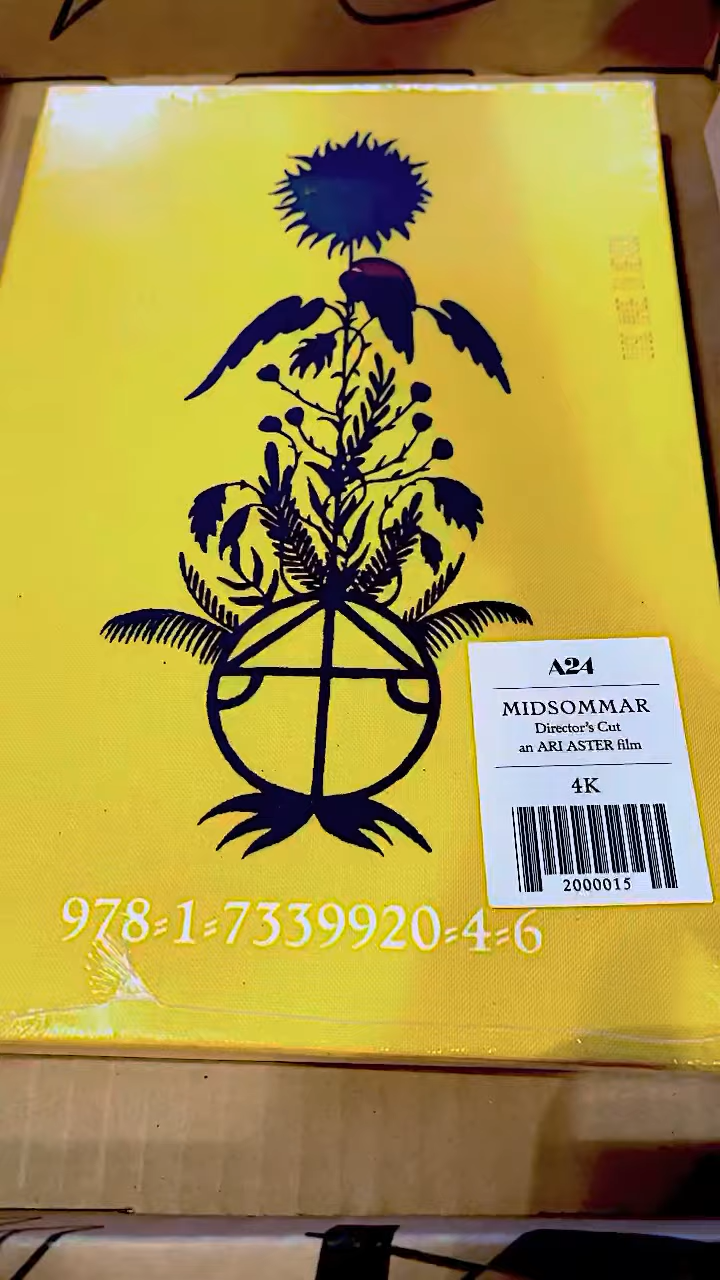 A24
MIDSOMMAR
Director's Cut
an ARI ASTER film
4K
2000015
978=1=7339920=4=6